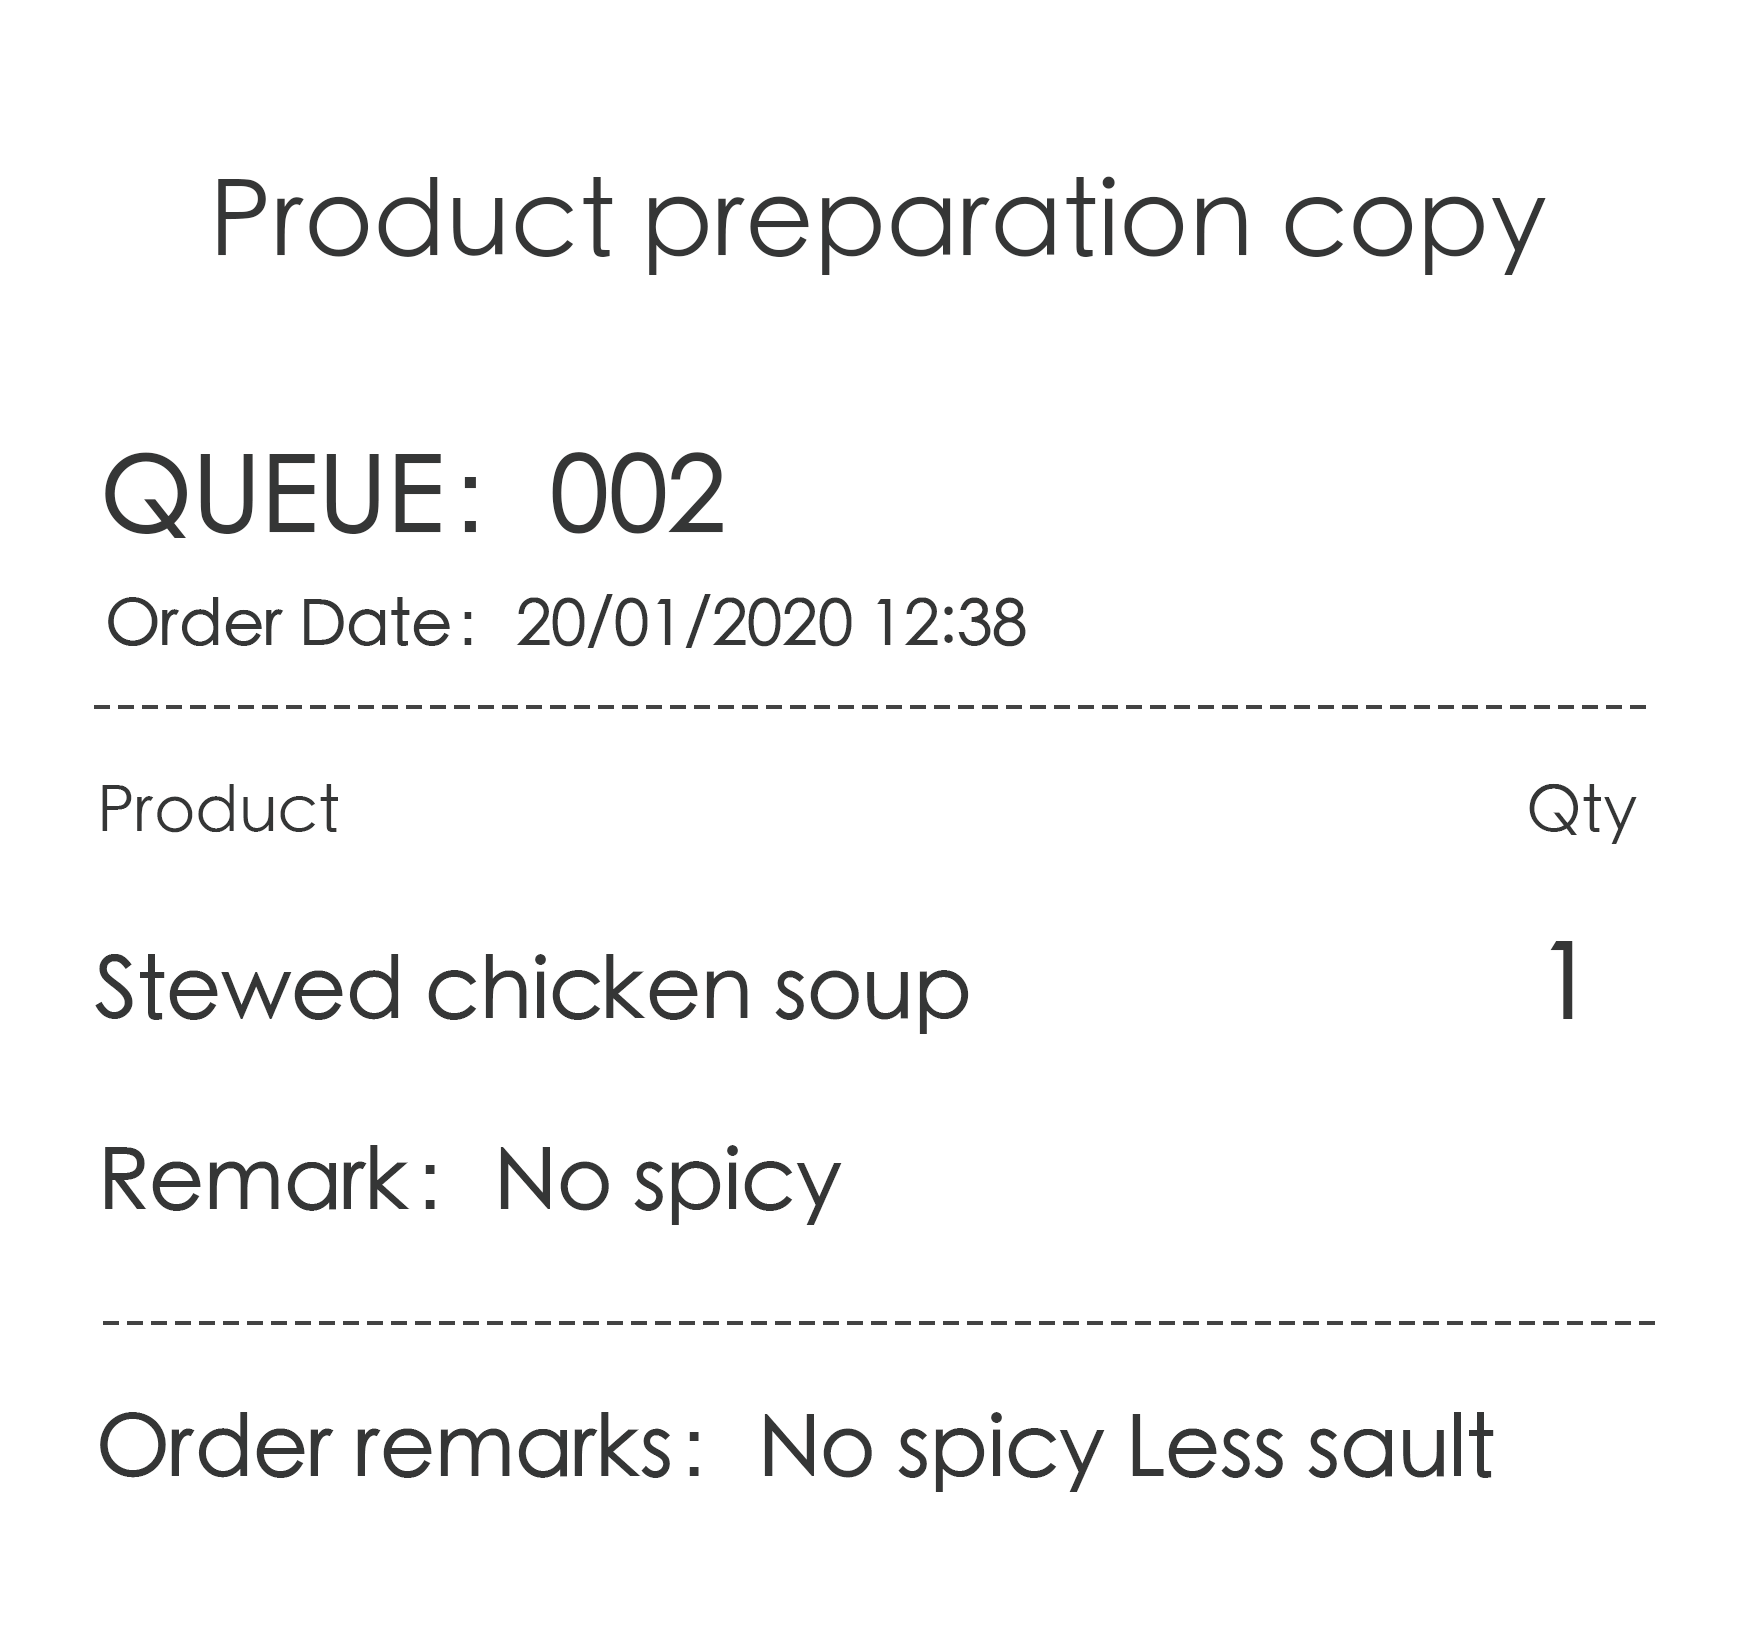 Product preparation copy
QUEUE: 002
Order Date: 20/01/2020 12:38
Product Qty
Stewed chicken soup 1
Remark: No spicy
Order remarks: No spicy Less sault